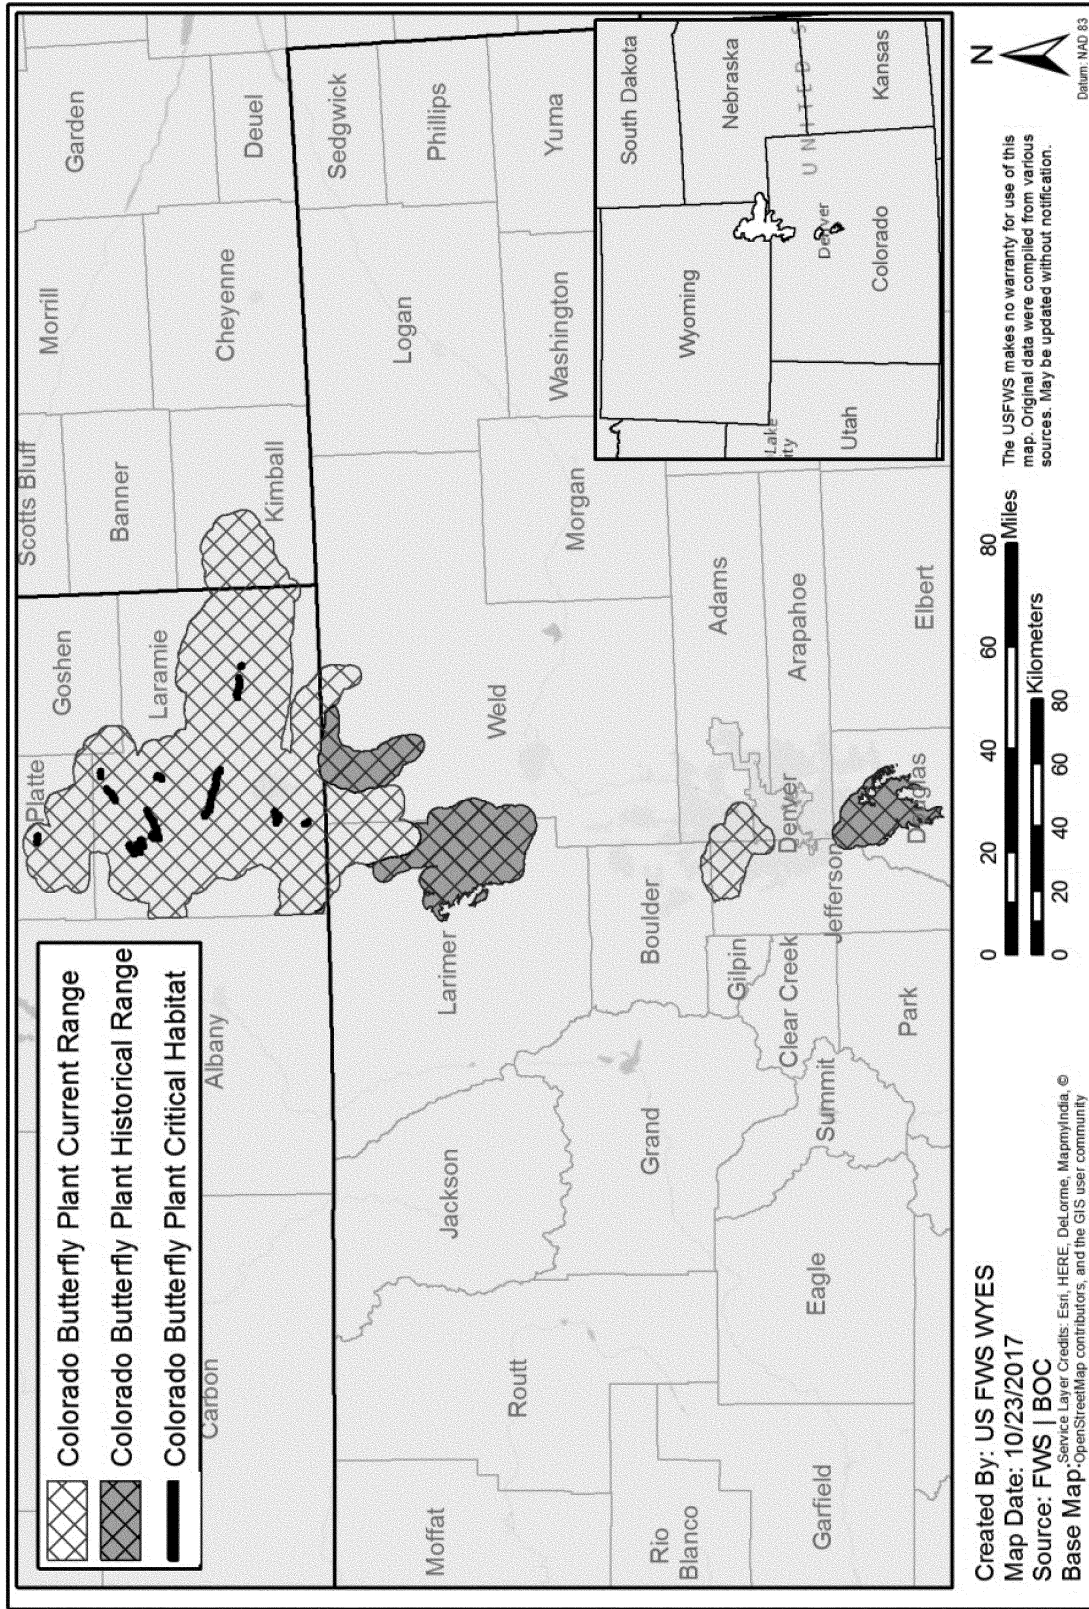 Colorado Butterfly Plant Current Range
Colorado Butterfly Plant Historical Range
Colorado Butterfly Plant Critical Habitat
Platte
Goshen
Scotts Bluff
Morrill
Garden
Banner
Laramie
Albany
Carbon
Kimball
Cheyenne
Deuel
Sedgwick
Phillips
Yuma
Logan
Washington
Morgan
Weld
Larimer
Jackson
Routt
Moffat
Rio
Blanco
Grand
Boulder
Gilpin
Clear Creek
Jefferson
Denver
Adams
Arapahoe
Elbert
Douglas
Park
Summit
Eagle
Garfield
South Dakota
Nebraska
Wyoming
Lake
ity
UNITED S
Denver
Utah
Colorado
Kansas
Created By: US FWS WYES
Map Date: 10/23/2017
Source: FWS | BOC
Base Map: Service Layer Credits: Esri, HERE, DeLorme, MapmyIndia, ©
OpenStreetMap contributors, and the GIS user community
0 20 40 60 80
Miles
Kilometers
0 20 40 60 80
The USFWS makes no warranty for use of this
map. Original data were compiled from various
sources. May be updated without notification.
N
Datum: NAD 83